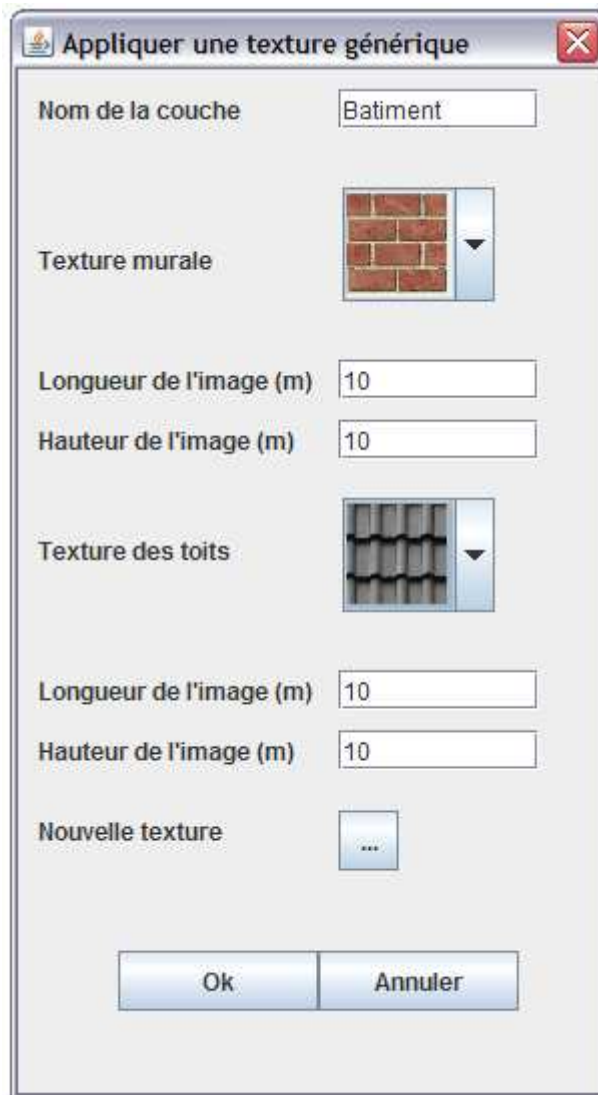 Appliquer une texture générique
Nom de la couche Batiment
Texture murale
Longueur de l'image (m) 10
Hauteur de l'image (m) 10
Texture des toits
Longueur de l'image (m) 10
Hauteur de l'image (m) 10
Nouvelle texture ...
Ok Annuler